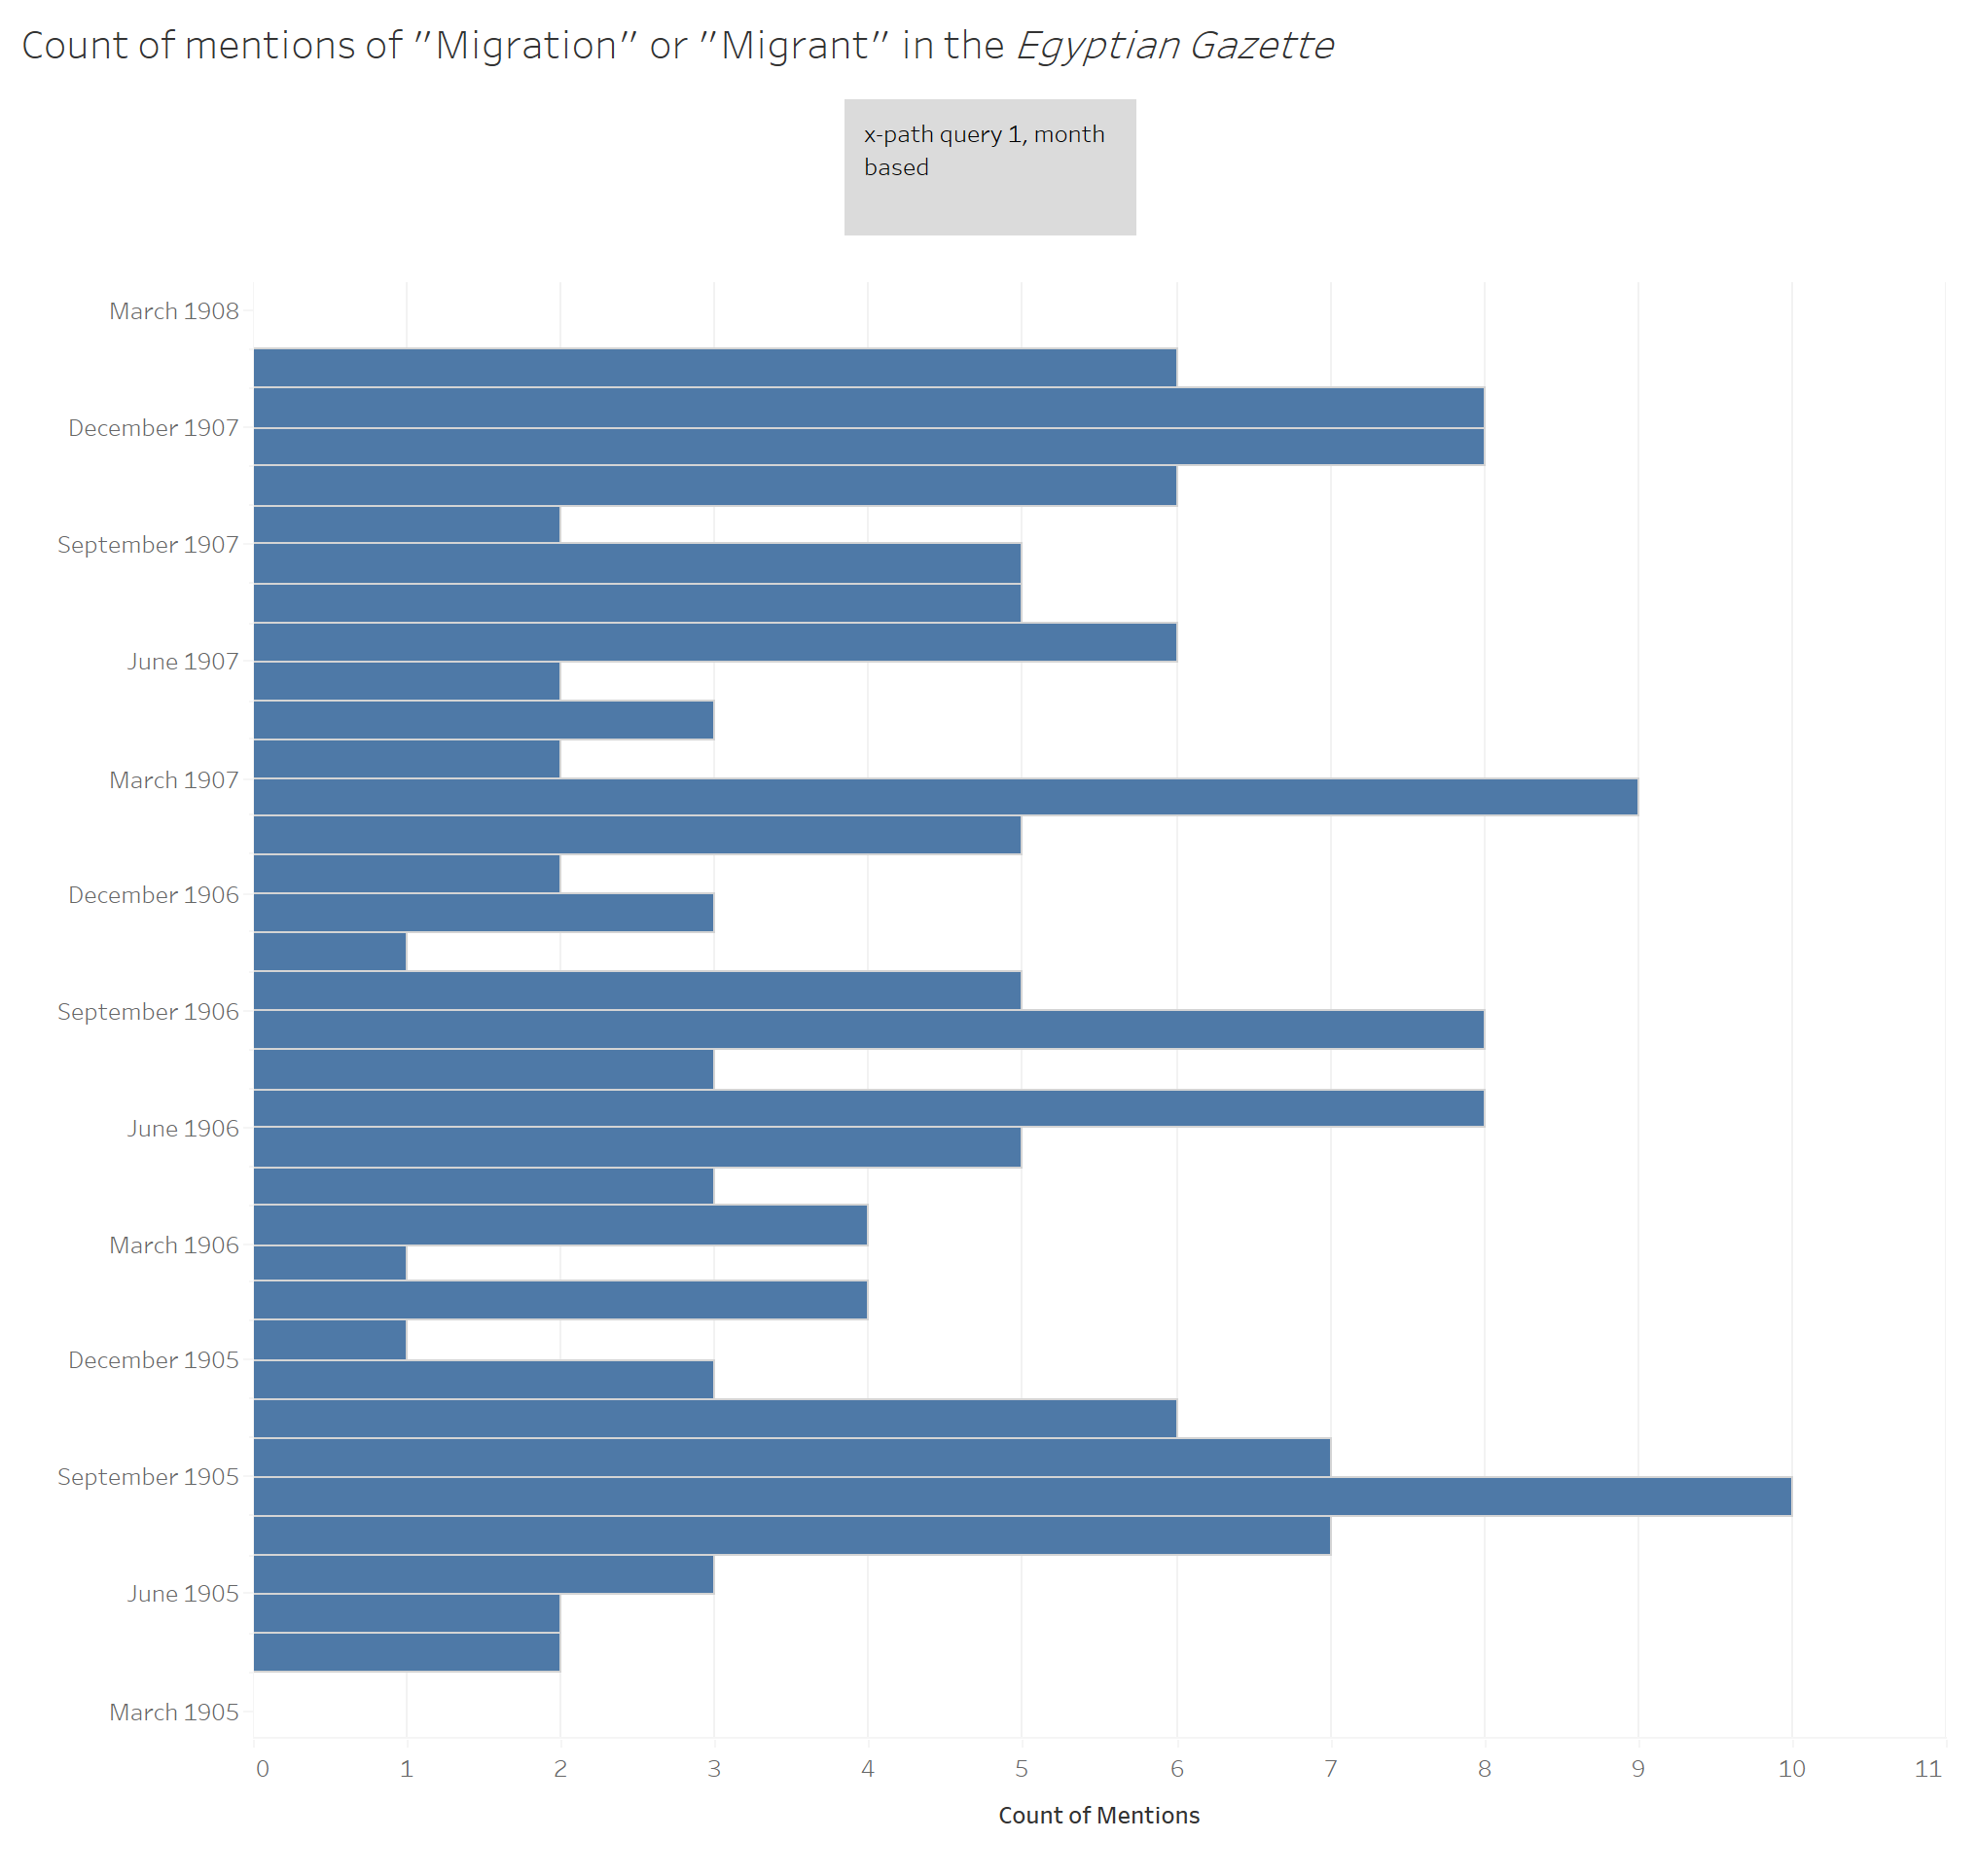 Count of mentions of "Migration" or "Migrant" in the Egyptian Gazette
x-path query 1, month
based
March 1908
December 1907
September 1907
June 1907
March 1907
December 1906
September 1906
June 1906
March 1906
December 1905
September 1905
June 1905
March 1905
0 1 2 3 4 5 6 7 8 9 10 11
Count of Mentions